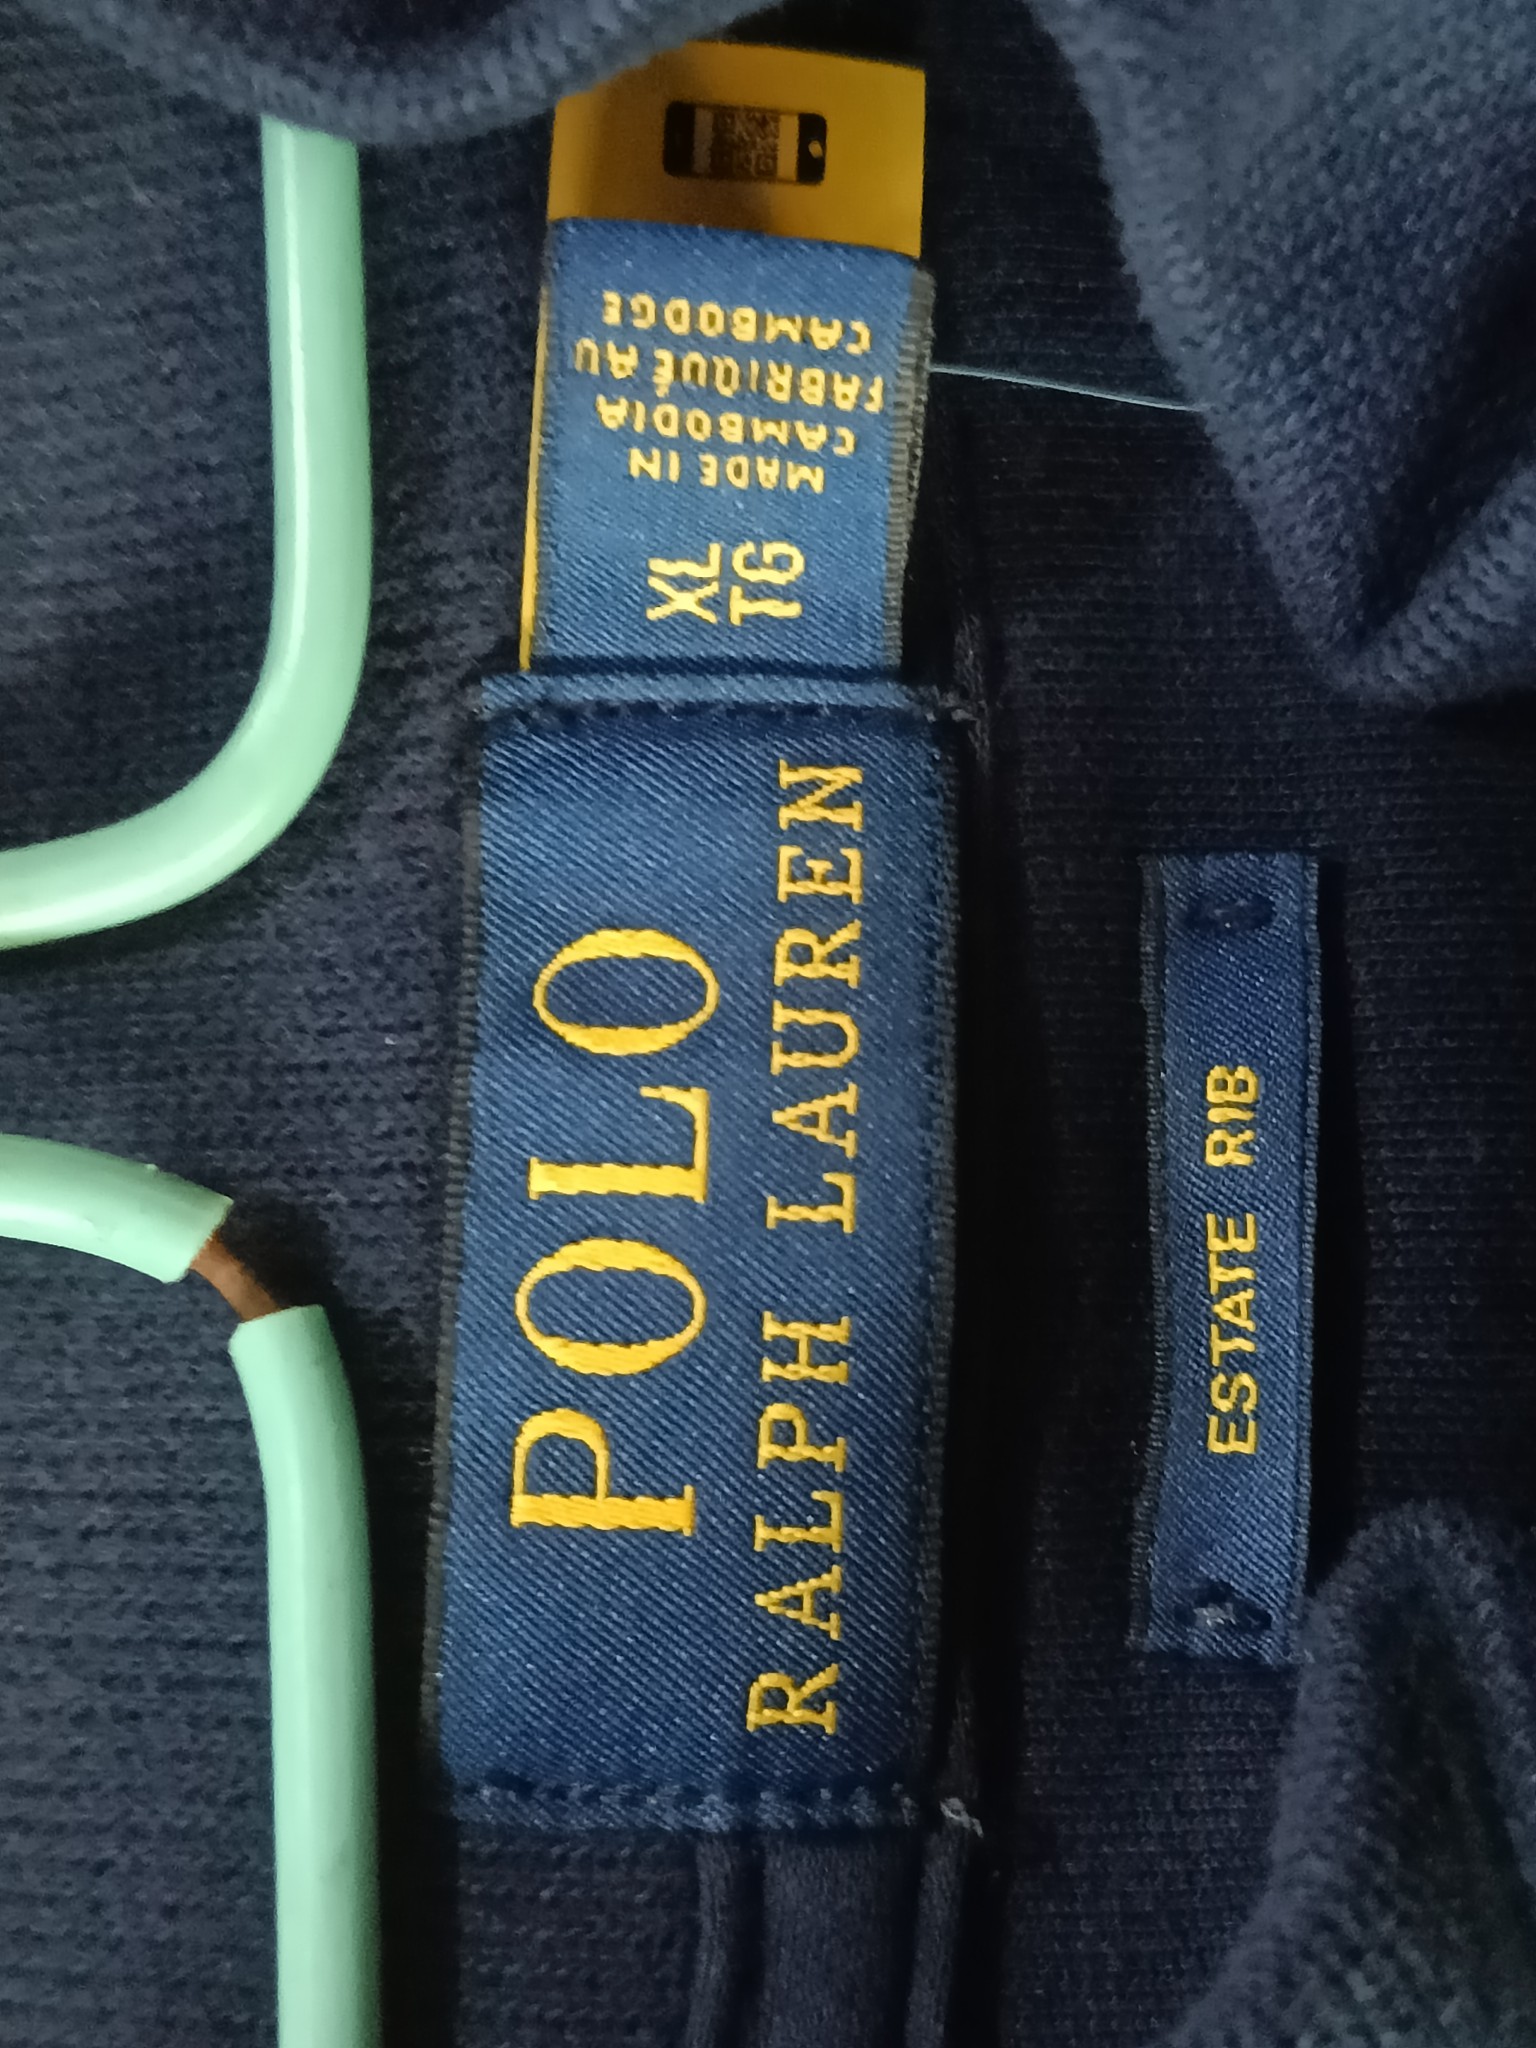 POLO
RALPH LAUREN
XL
TG
MADE IN
CAMBODIA
FABRIQUÉ AU
CAMBODGE
ESTATE RIB